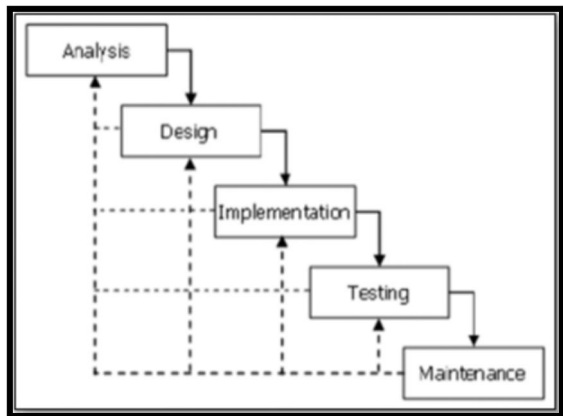 Analysis
Design
Implementation
Testing
Maintenance